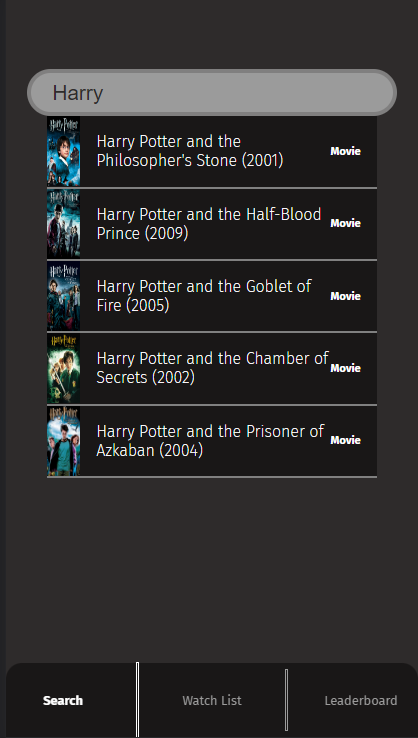 Harry
Harry Potter
Harry Potter and the
Philosopher's Stone (2001)
Movie
Harry Potter and the Half-Blood
Prince (2009)
Movie
Harry Potter and the Goblet of
Fire (2005)
Movie
Harry Potter and the Chamber of
Secrets (2002)
Movie
Harry Potter and the Prisoner of
Azkaban (2004)
Movie
Search
Watch List
Leaderboard